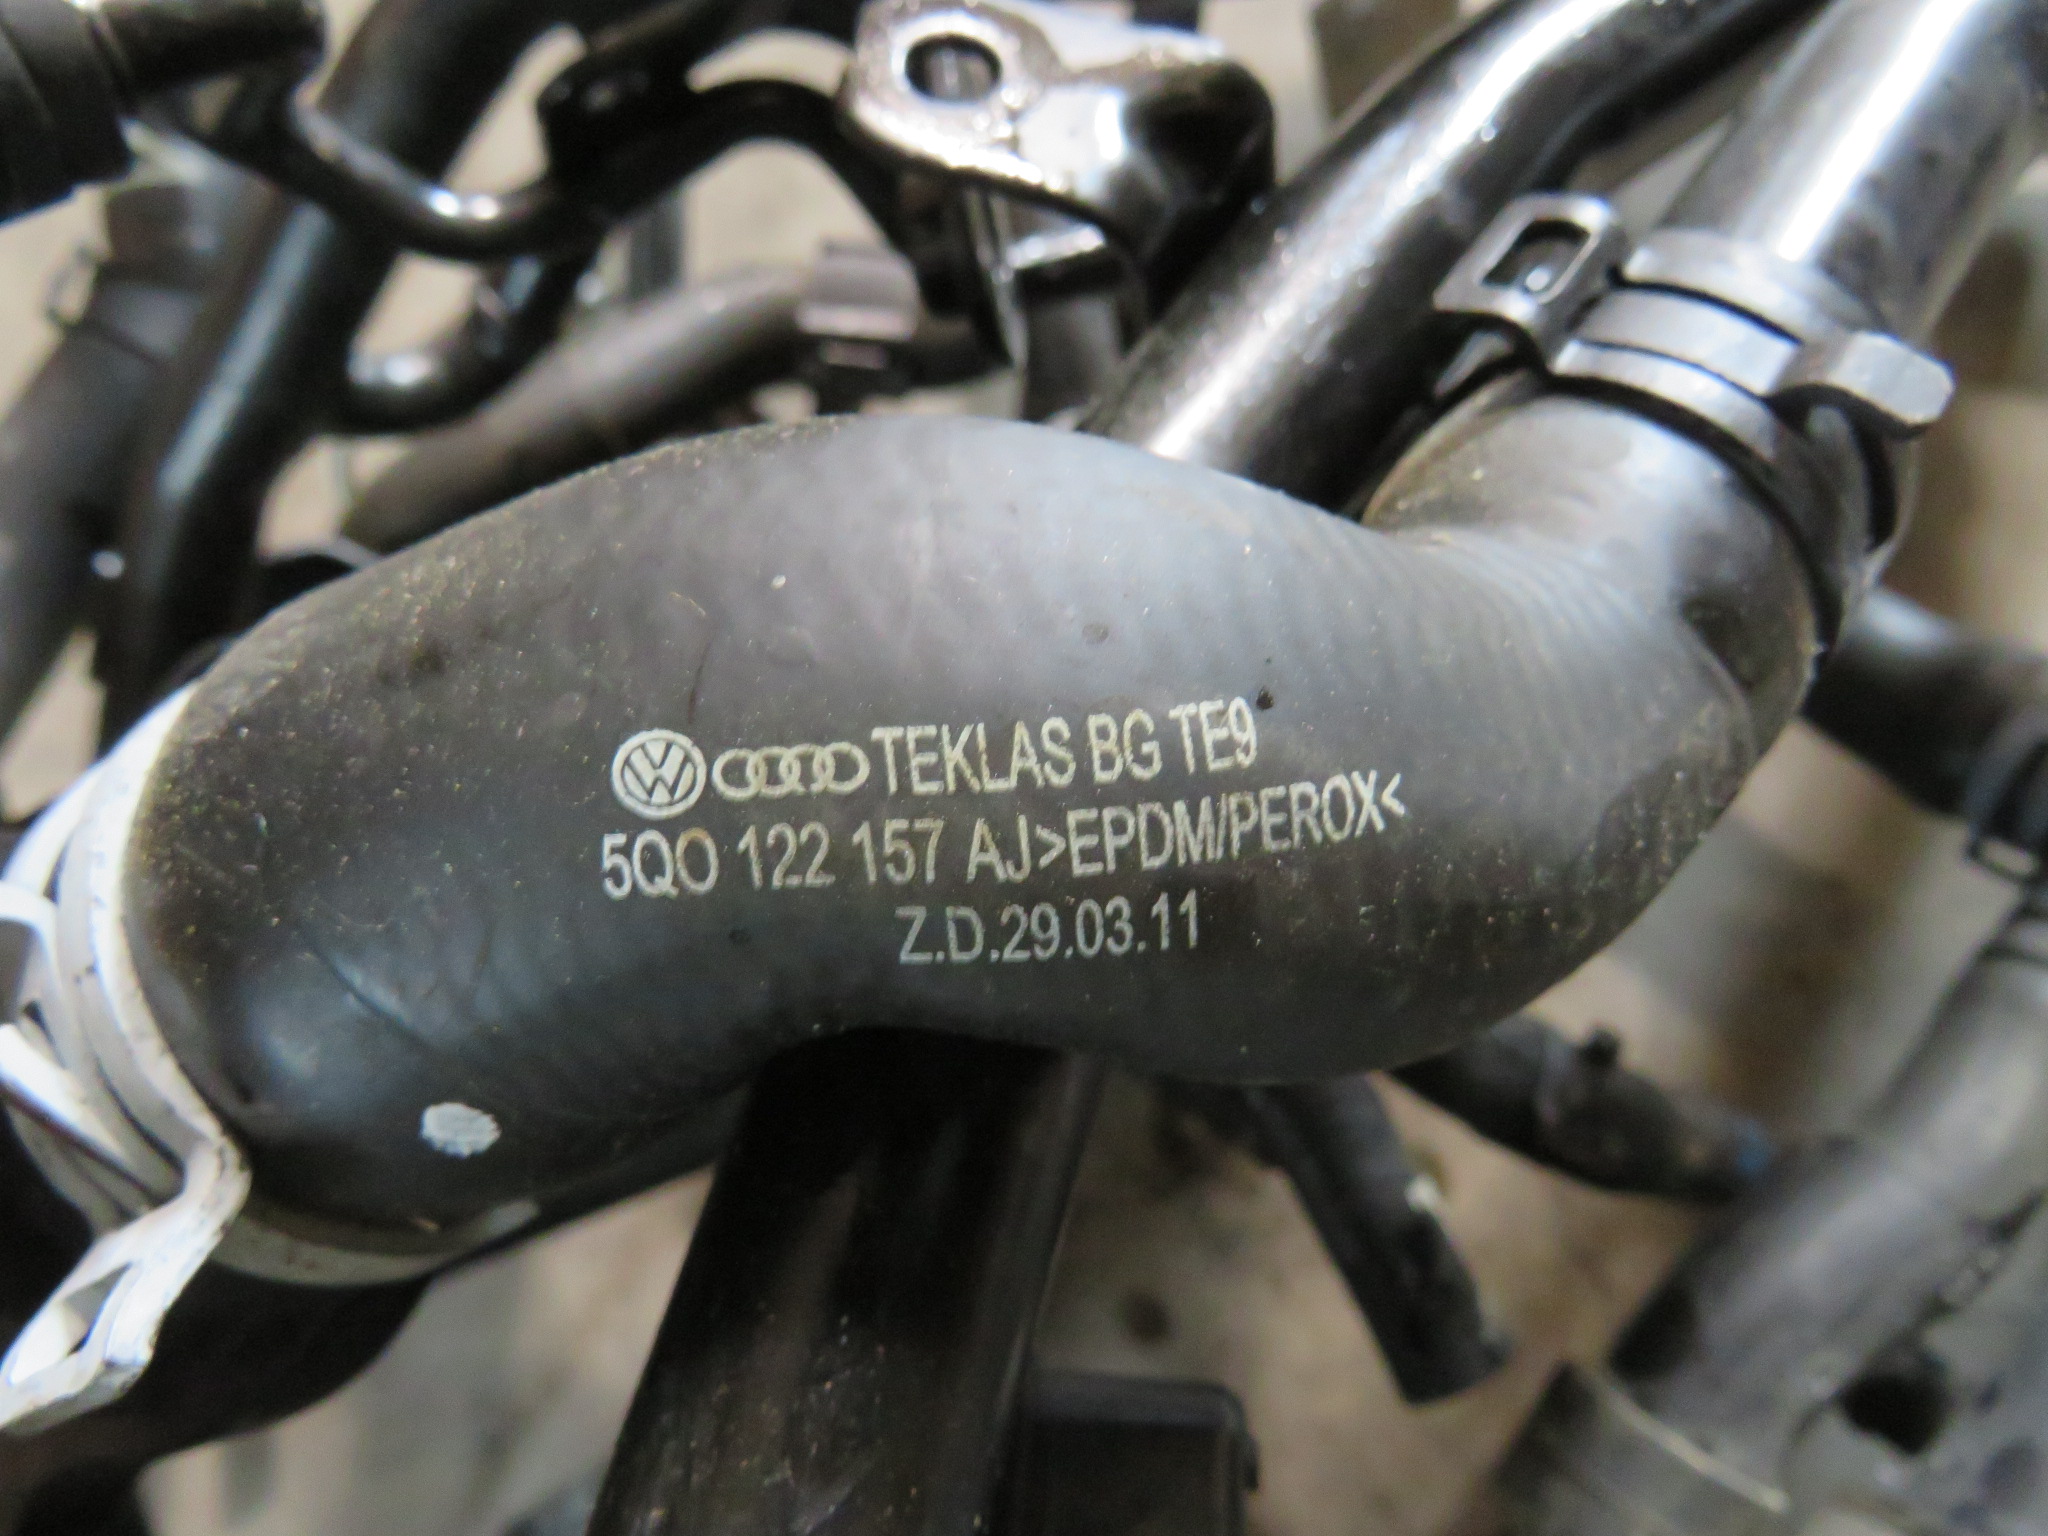 TEKLAS BG TE9
5Q0 122 157 AJ>EPDM/PEROX<
Z.D.29.03.11